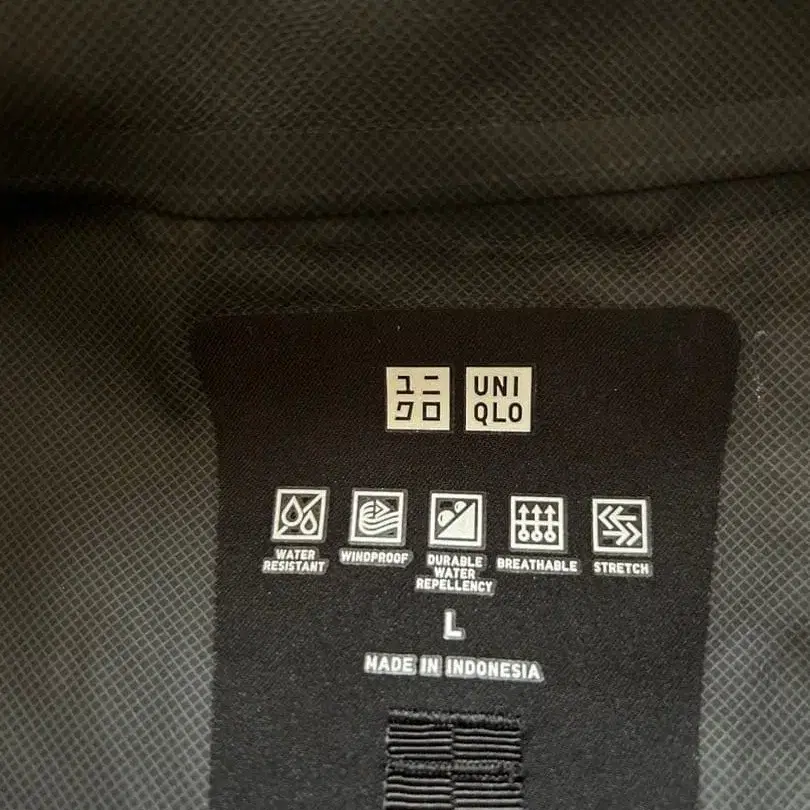 ユニ
クロ
UNI
QLO
WATER
RESISTANT
WINDPROOF
DURABLE
WATER
REPELLENCY
BREATHABLE
STRETCH
L
MADE IN INDONESIA